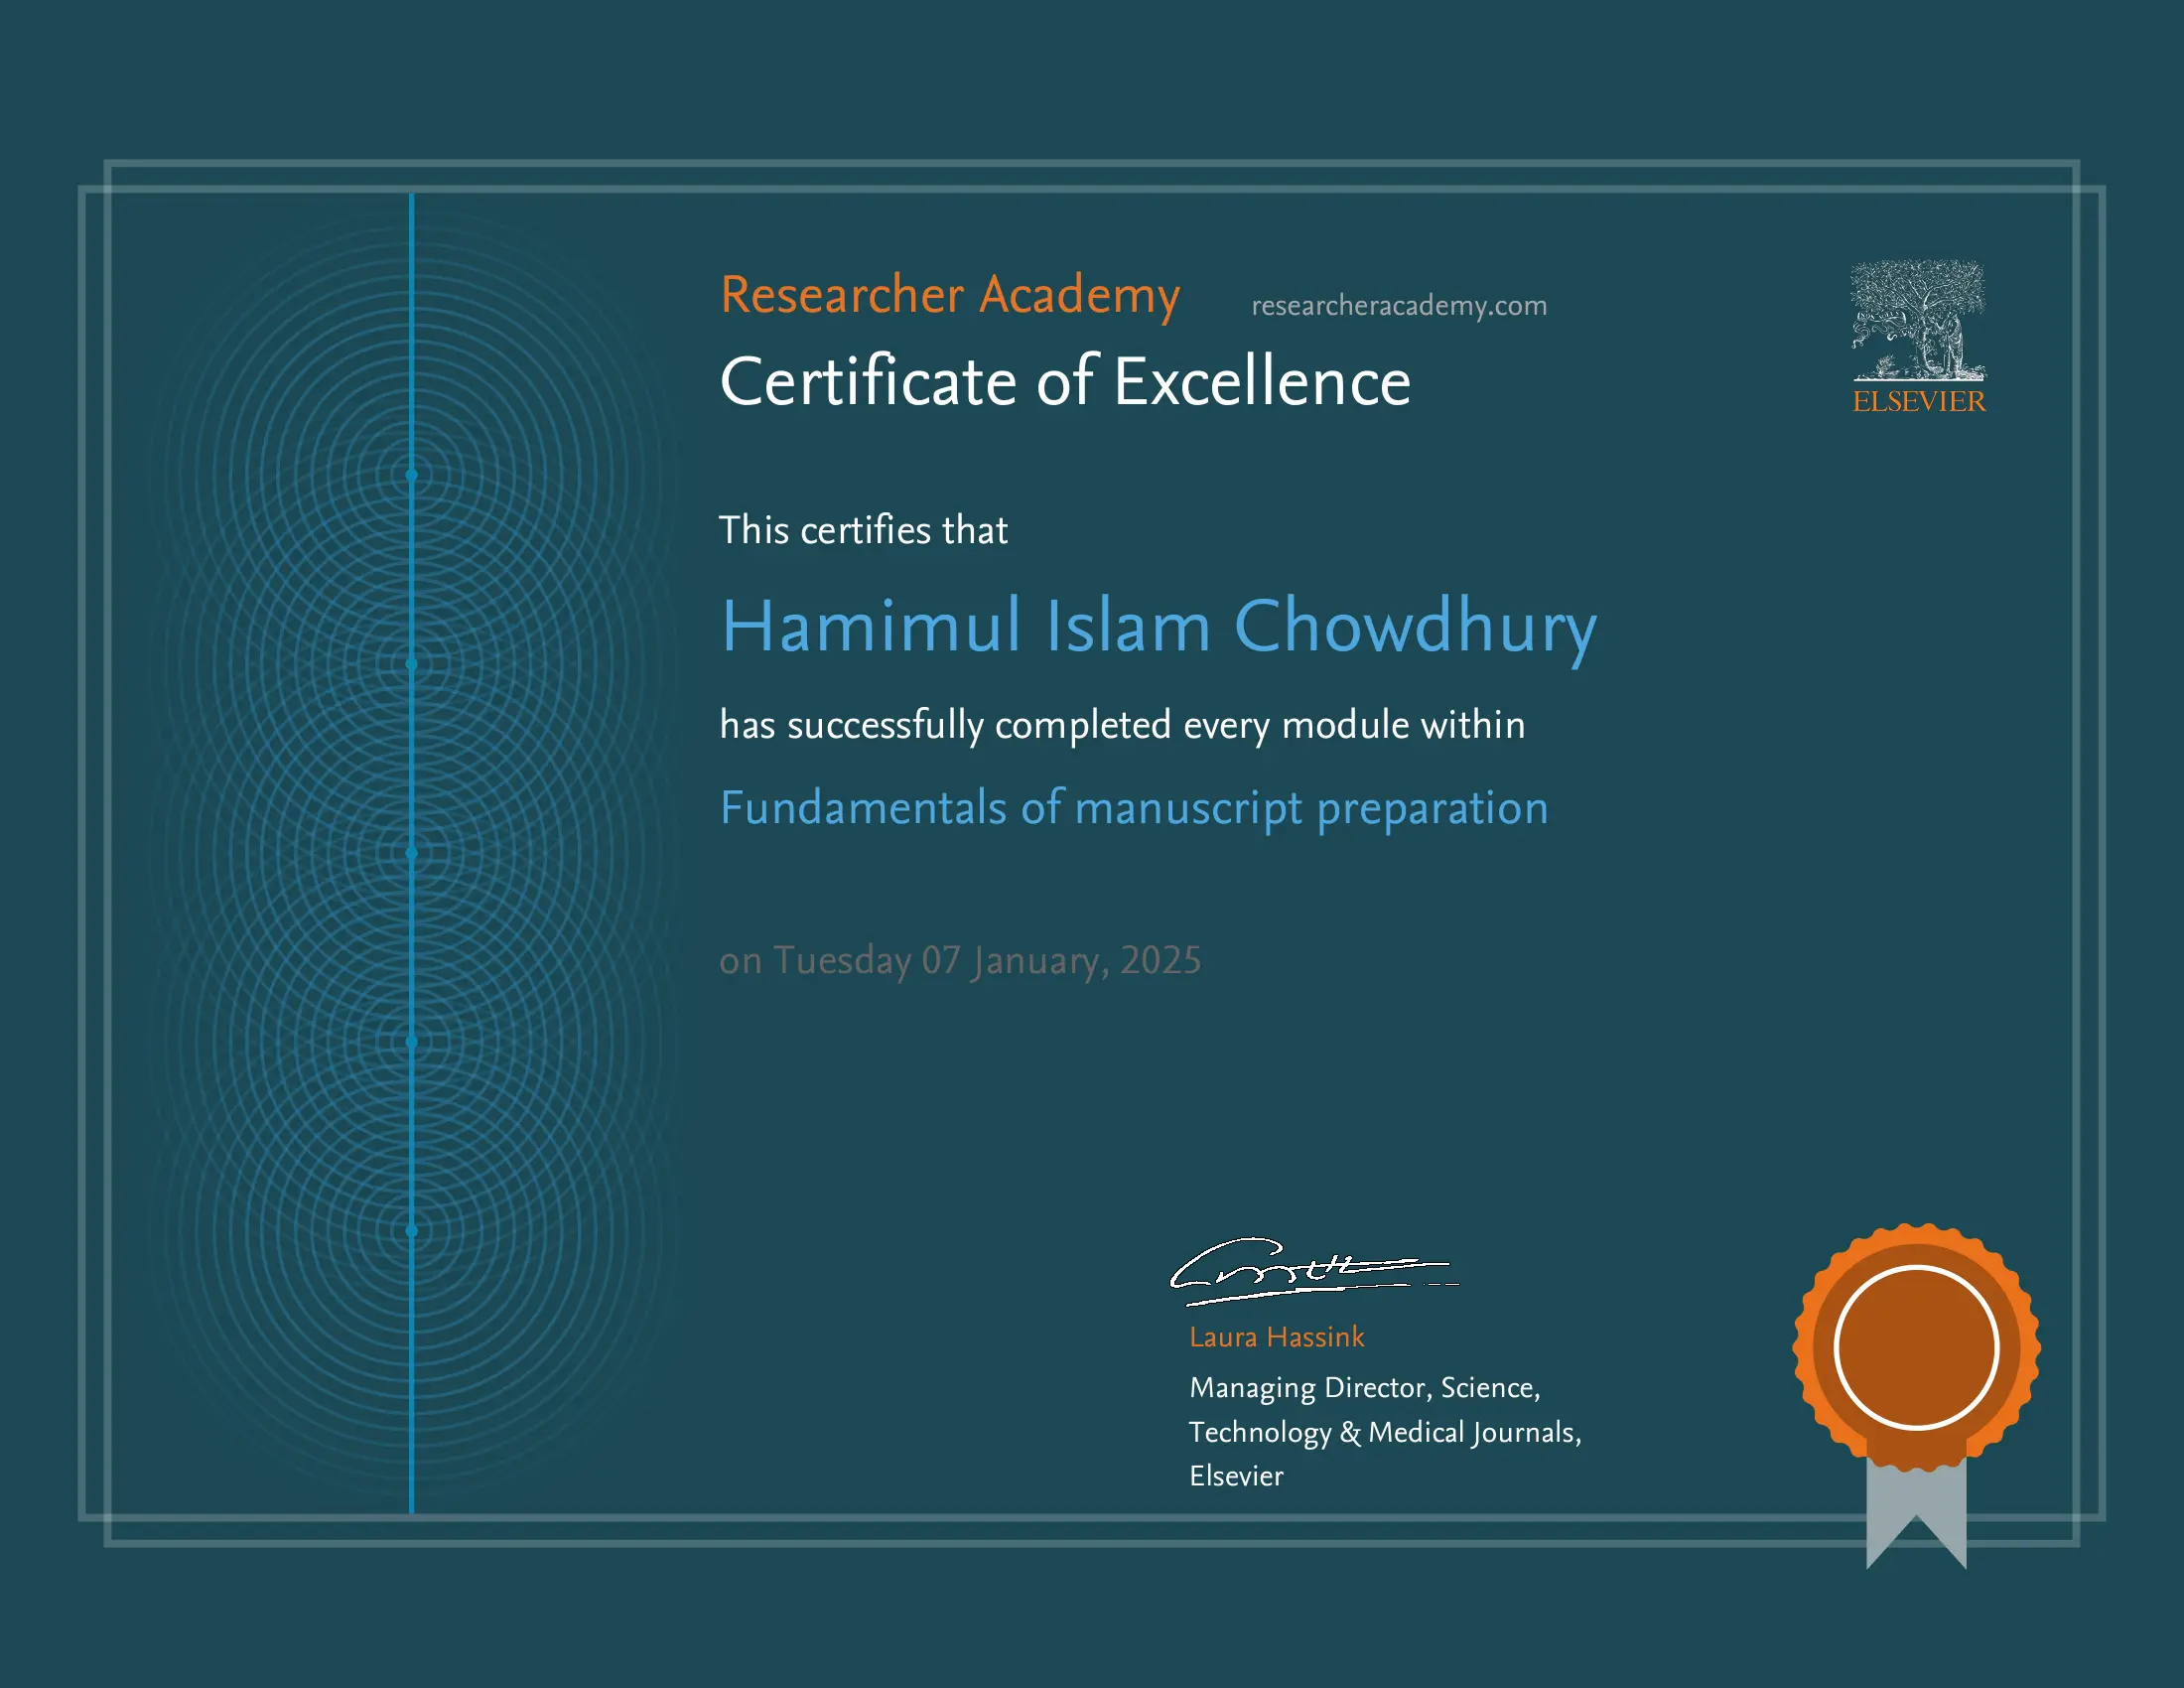 Researcher Academy researcheracademy.com
Certificate of Excellence
ELSEVIER
This certifies that
Hamimul Islam Chowdhury
has successfully completed every module within
Fundamentals of manuscript preparation
on Tuesday 07 January, 2025
Laura Hassink
Managing Director, Science,
Technology & Medical Journals,
Elsevier